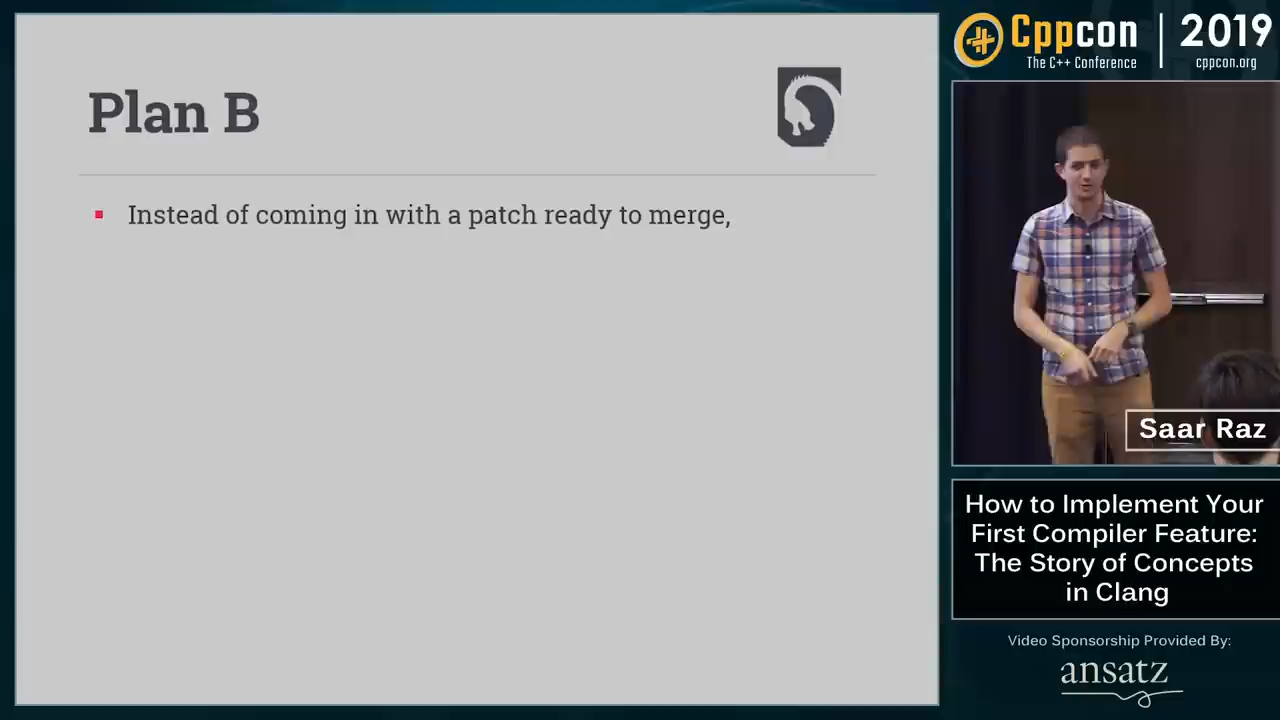 Plan B
Instead of coming in with a patch ready to merge,
Cppcon | 2019
The C++ Conference
cppcon.org
Saar Raz
How to Implement Your
First Compiler Feature:
The Story of Concepts
in Clang
Video Sponsorship Provided By:
ansatz